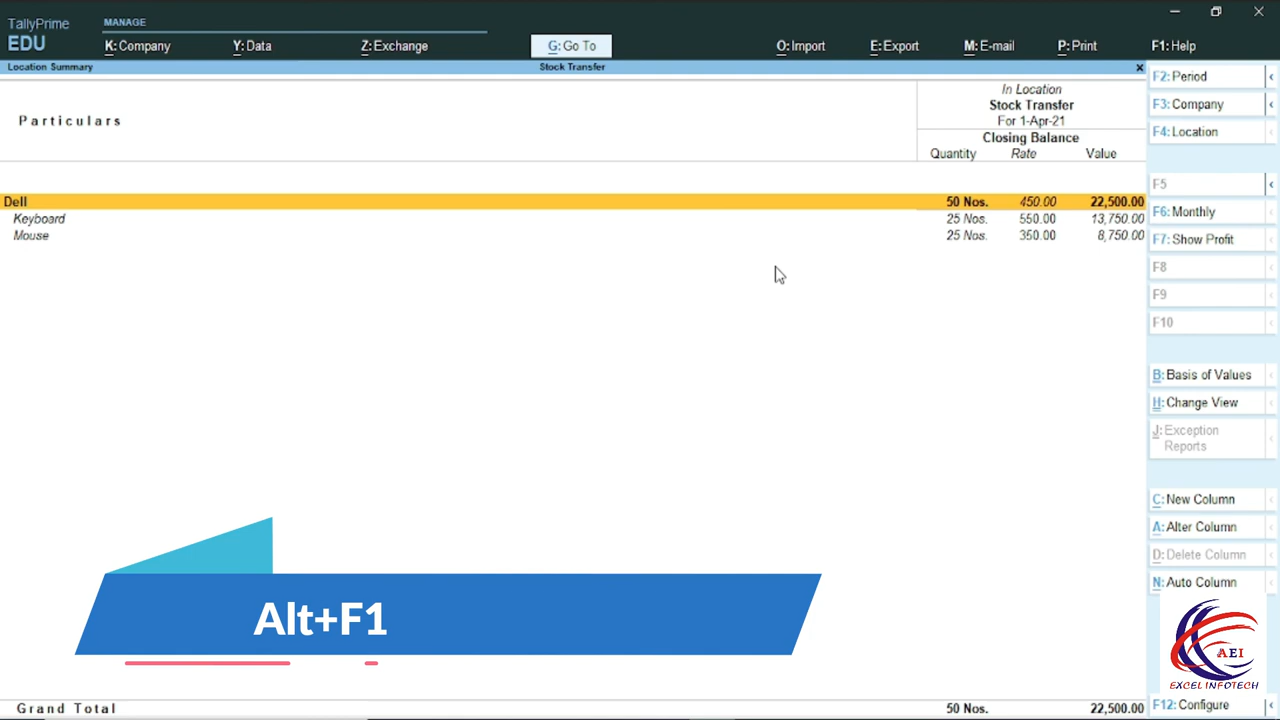 TallyPrime
EDU
MANAGE
K: Company
Y: Data
Z: Exchange
G: Go To
O: Import
E: Export
M: E-mail
P: Print
F1: Help
Location Summary
Stock Transfer
x
Particulars
In Location
Stock Transfer
For 1-Apr-21
Closing Balance
Quantity Rate Value
Dell 50 Nos. 450.00 22,500.00
Keyboard 25 Nos. 550.00 13,750.00
Mouse 25 Nos. 350.00 8,750.00
Grand Total 50 Nos. 22,500.00
F2: Period
F3: Company
F4: Location
F5
F6: Monthly
F7: Show Profit
F8
F9
F10
B: Basis of Values
H: Change View
J: Exception
Reports
C: New Column
A: Alter Column
D: Delete Column
N: Auto Column
F12: Configure
Alt+F1
AEI
EXCEL INFOTECH